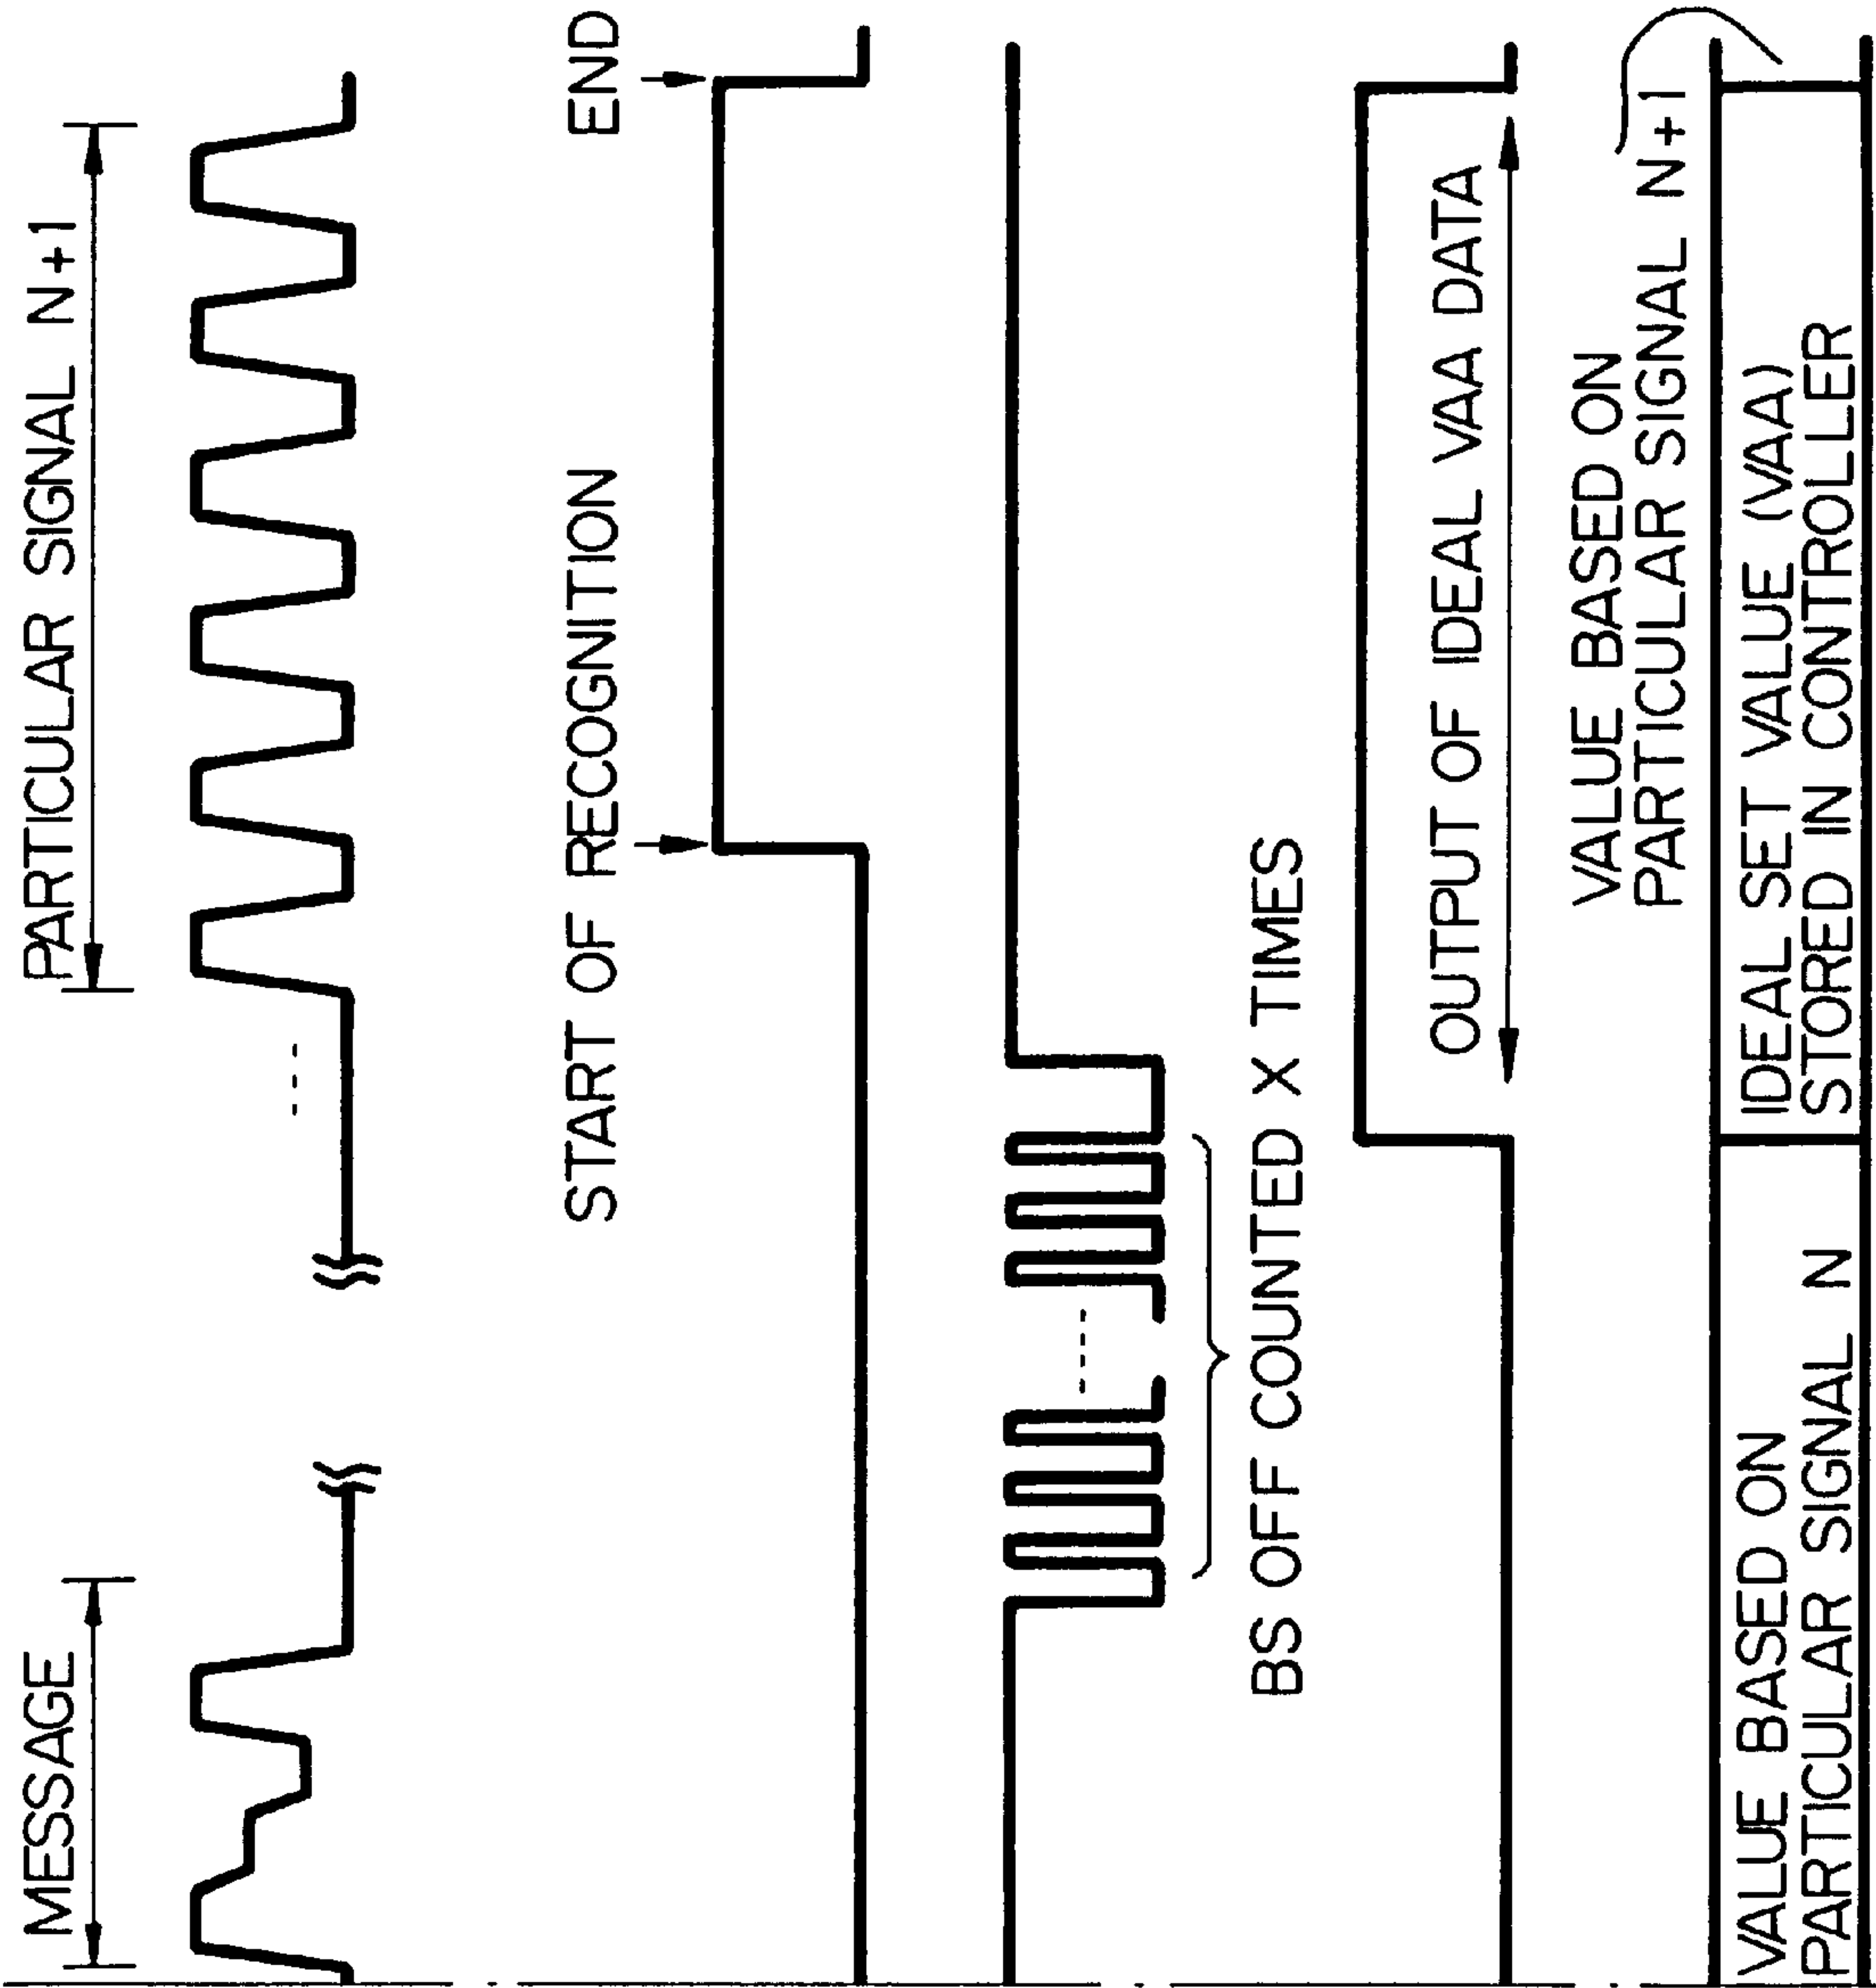 MESSAGE
PARTICULAR SIGNAL N+1
START OF RECOGNITION
END
BS OFF COUNTED X TIMES
OUTPUT OF IDEAL VAA DATA
VALUE BASED ON
PARTICULAR SIGNAL N+1
VALUE BASED ON
PARTICULAR SIGNAL N
IDEAL SET VALUE (VAA)
STORED IN CONTROLLER